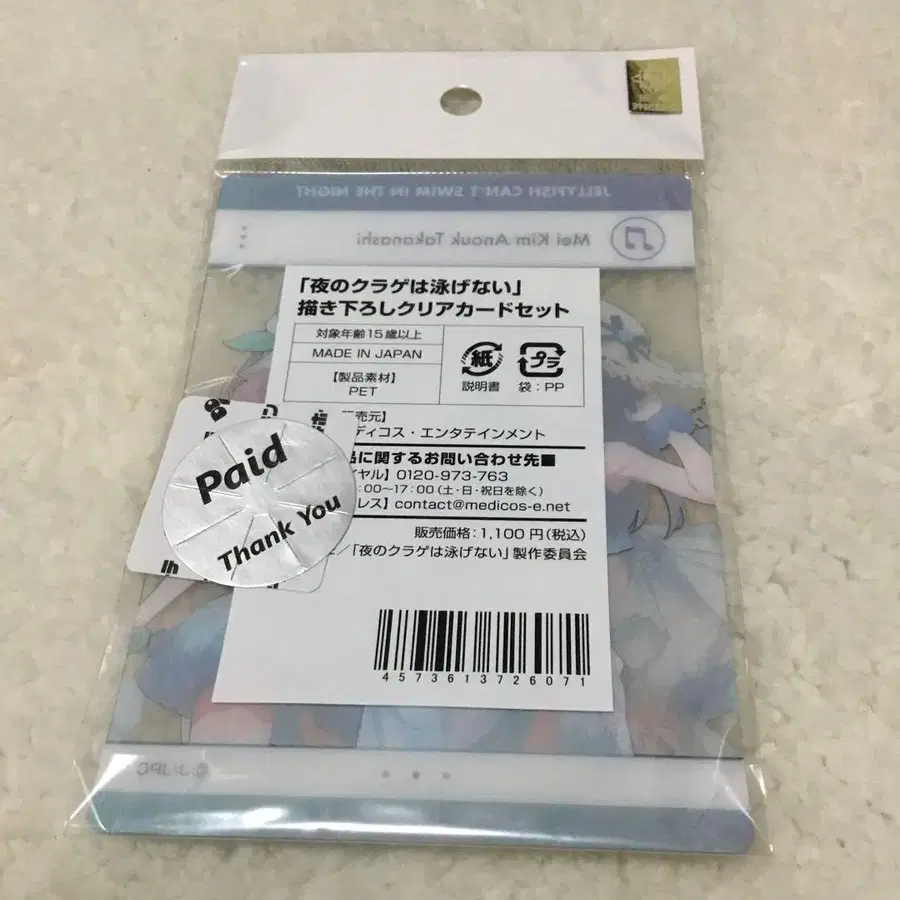 JELLYFISH CAN'T SWIM IN THE NIGHT
Mei Kim Anouk Takanashi
「夜のクラゲは泳げない」
描き下ろしクリアカードセット
対象年齢15歳以上
MADE IN JAPAN
【製品素材】
PET
紙
説明書
プラ
袋：PP
売元】
ディコス・エンタテインメント
品に関するお問い合わせ先■
イヤル】0120-973-763
:00～17:00(土・日・祝日を除く)
レス】contact@medicos-e.net
販売価格：1,100円(税込)
／「夜のクラゲは泳げない」製作委員会
Paid
Thank You
4573613726071